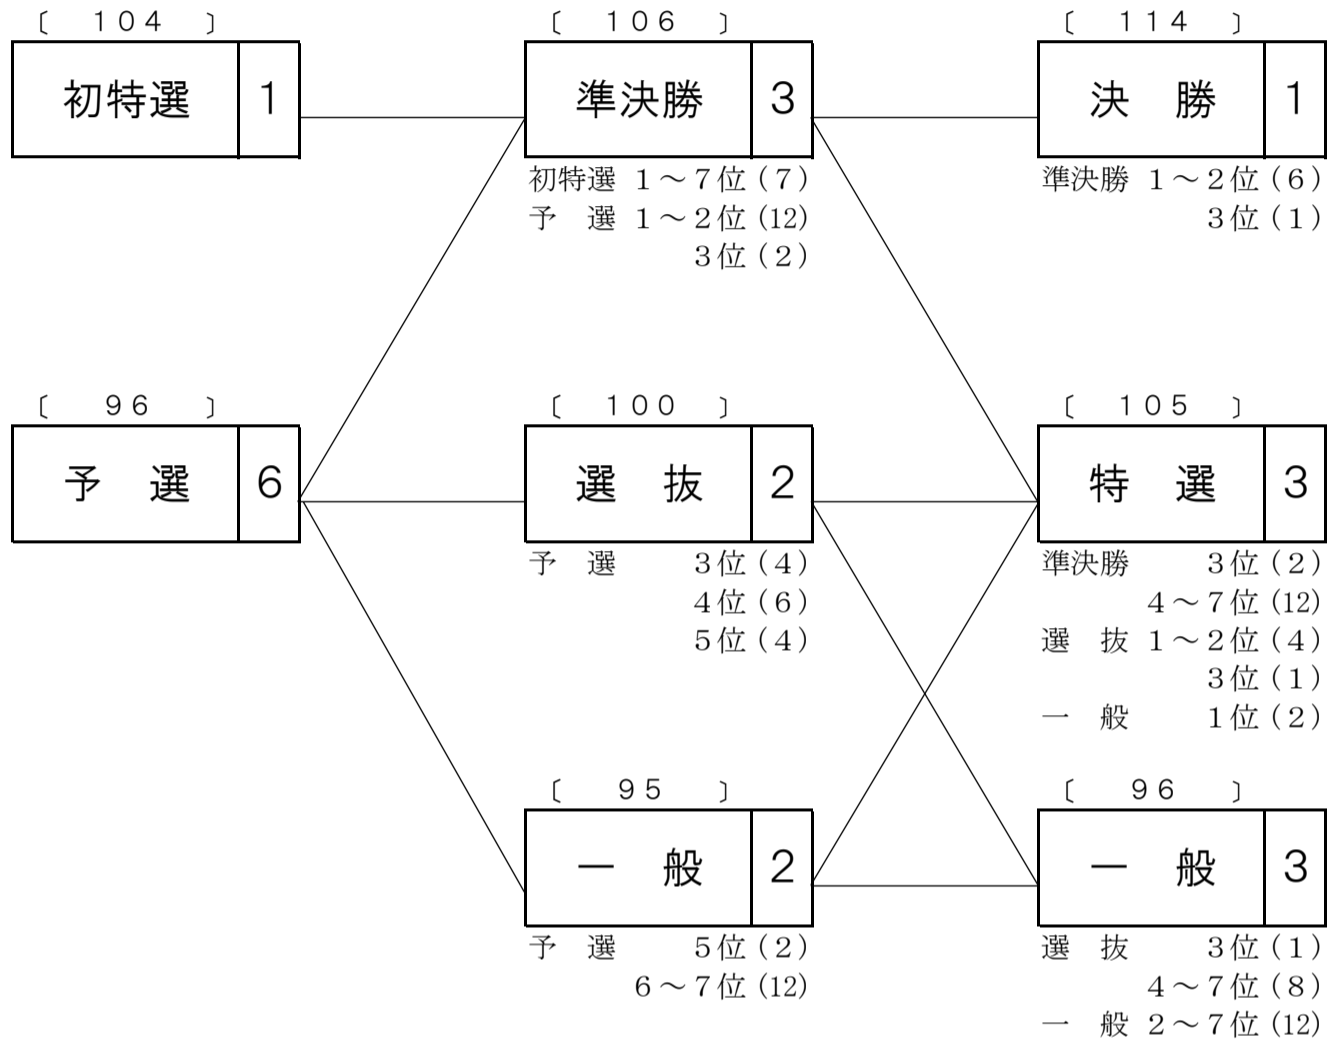 〔 104 〕
初特選 1
〔 106 〕
準決勝 3
初特選 1～7位(7)
予 選 1～2位(12)
3位(2)
〔 114 〕
決 勝 1
準決勝 1～2位(6)
3位(1)
〔 96 〕
予 選 6
〔 100 〕
選 抜 2
予 選 3位(4)
4位(6)
5位(4)
〔 105 〕
特 選 3
準決勝 3位(2)
4～7位(12)
選 抜 1～2位(4)
3位(1)
一 般 1位(2)
〔 95 〕
一 般 2
予 選 5位(2)
6～7位(12)
〔 96 〕
一 般 3
選 抜 3位(1)
4～7位(8)
一 般 2～7位(12)